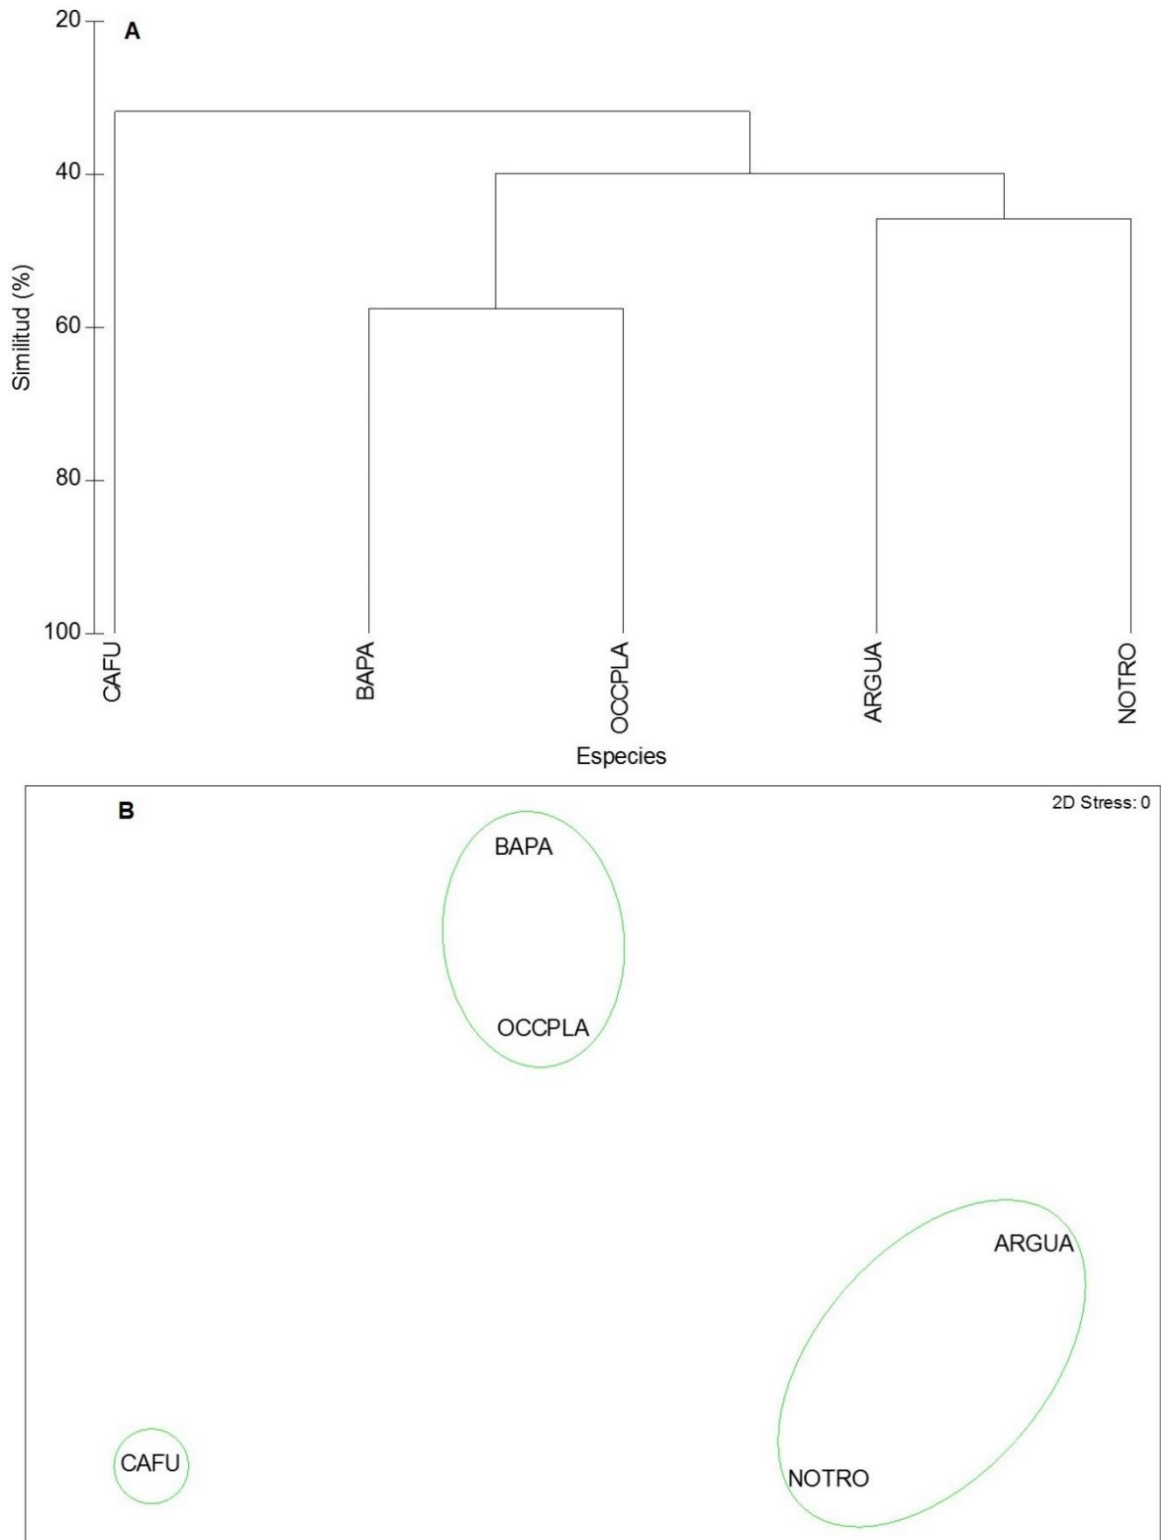 A
20
40
60
80
100
Similitud (%)
CAFU
BAPA
OCCPLA
ARGUA
NOTRO
Especies
B
2D Stress: 0
BAPA
OCCPLA
ARGUA
CAFU
NOTRO